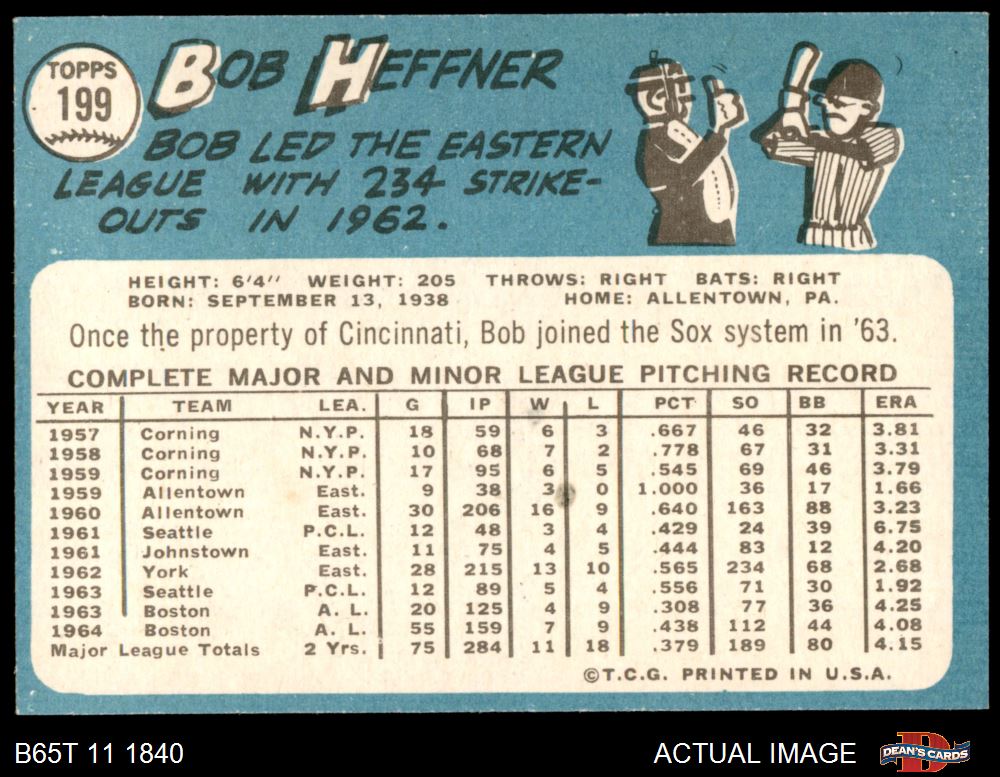 TOPPS
199
BOB HEFFNER
BOB LED THE EASTERN
LEAGUE WITH 234 STRIKE-
OUTS IN 1962.
HEIGHT: 6'4" WEIGHT: 205 THROWS: RIGHT BATS: RIGHT
BORN: SEPTEMBER 13, 1938 HOME: ALLENTOWN, PA.
Once the property of Cincinnati, Bob joined the Sox system in '63.
COMPLETE MAJOR AND MINOR LEAGUE PITCHING RECORD
YEAR TEAM LEA. G IP W L PCT SO BB ERA
1957 Corning N.Y.P. 18 59 6 3 .667 46 32 3.81
1958 Corning N.Y.P. 10 68 7 2 .778 67 31 3.31
1959 Corning N.Y.P. 17 95 6 5 .545 69 46 3.79
1959 Allentown East. 9 38 3 0 1.000 36 17 1.66
1960 Allentown East. 30 206 16 9 .640 163 88 3.23
1961 Seattle P.C.L. 12 48 3 4 .429 24 39 6.75
1961 Johnstown East. 11 75 4 5 .444 83 12 4.20
1962 York East. 28 215 13 10 .565 234 68 2.68
1963 Seattle P.C.L. 12 89 5 4 .556 71 30 1.92
1963 Boston A. L. 20 125 4 9 .308 77 36 4.25
1964 Boston A. L. 55 159 7 9 .438 112 44 4.08
Major League Totals 2 Yrs. 75 284 11 18 .379 189 80 4.15
©T.C.G. PRINTED IN U.S.A.
B65T 11 1840 ACTUAL IMAGE DEAN'S CARDS